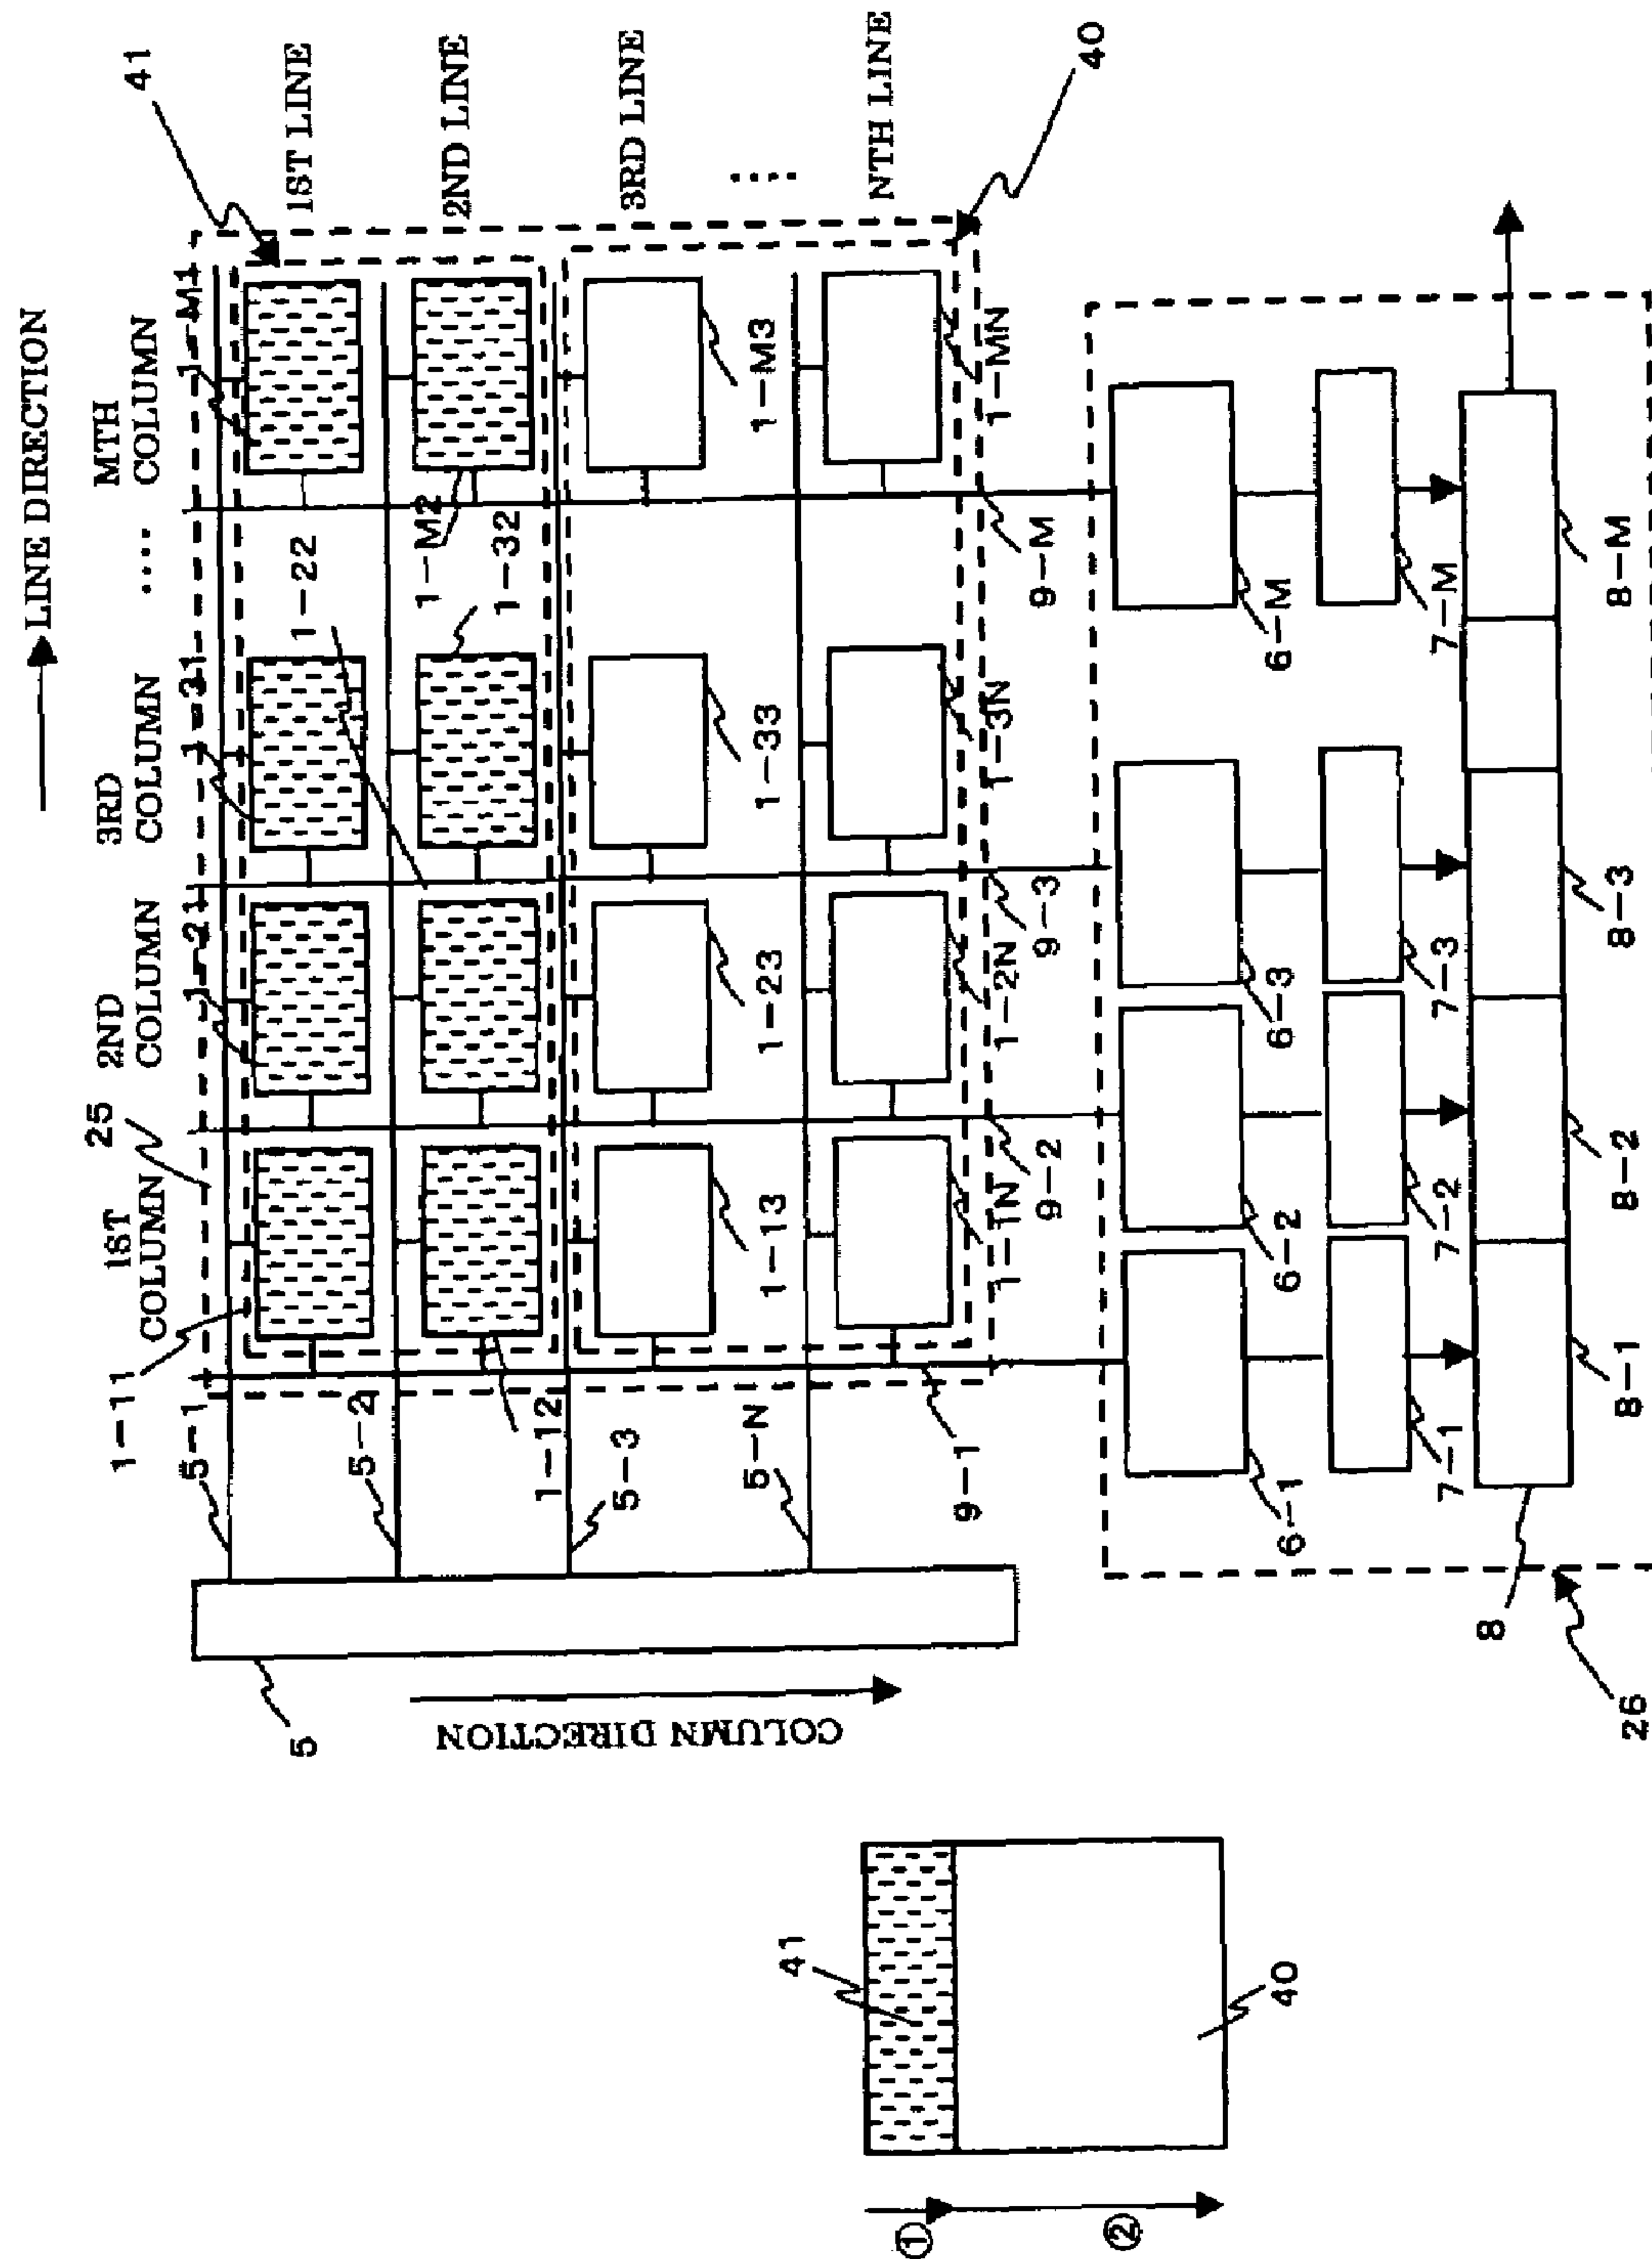 LINE DIRECTION
1ST COLUMN
2ND COLUMN
3RD COLUMN
....
MTH COLUMN
25
41
1-11
1-21
1-31
1-M1
1ST LINE
5-1
1-22
5-2
1-12
1-M2
1-32
2ND LINE
5-3
1-13
1-23
1-33
1-M3
3RD LINE
....
5-N
1-1N
1-2N
1-3N
1-MN
NTH LINE
40
5
COLUMN DIRECTION
9-1
9-2
9-3
9-M
6-1
6-2
6-3
6-M
7-1
7-2
7-3
7-M
8
8-1
8-2
8-3
8-M
26
①
②
41
40